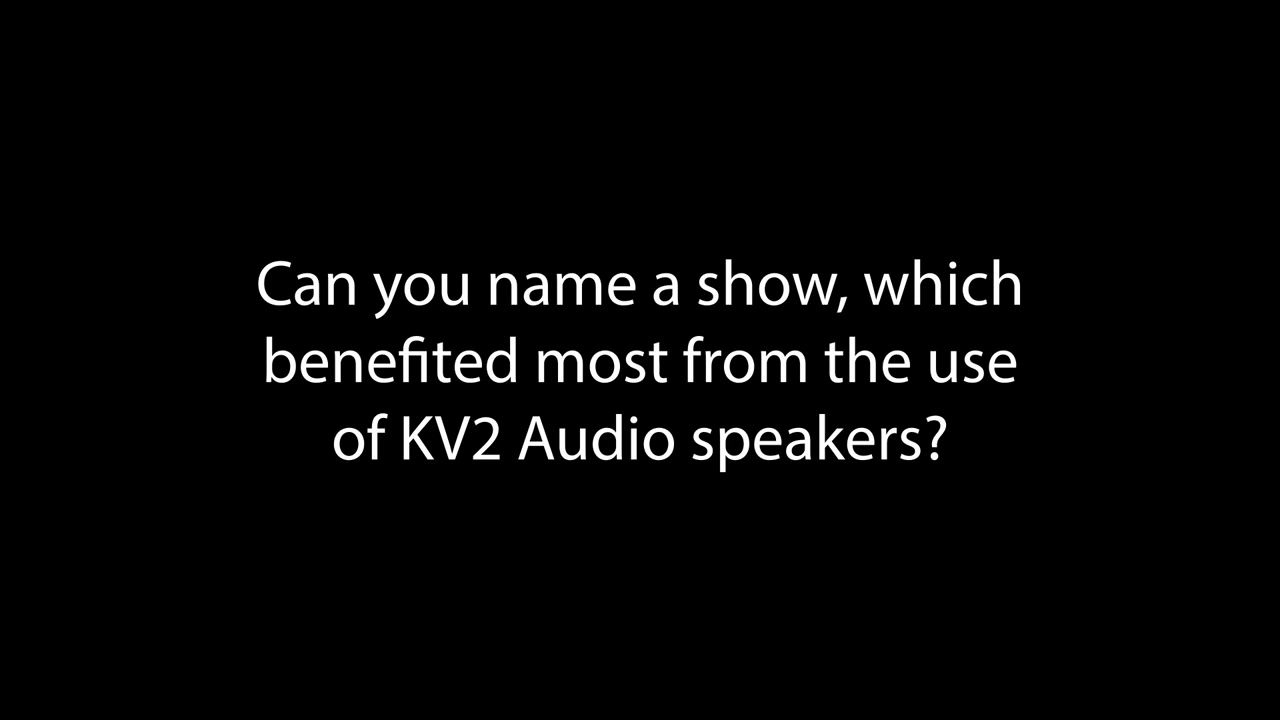 Can you name a show, which
benefited most from the use
of KV2 Audio speakers?